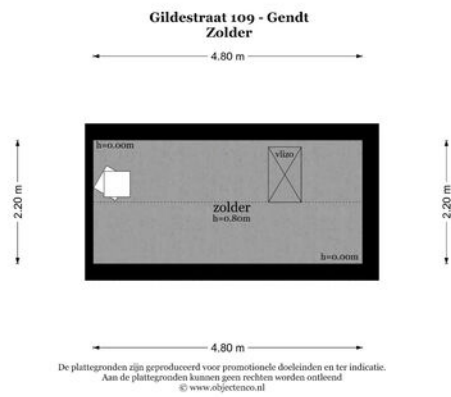 Gildestraat 109 - Gendt
Zolder
4.80 m
h=0.00m
vlizo
2.20 m
2.20 m
zolder
h=0.80m
h=0.00m
4.80 m
De plattegronden zijn geproduceerd voor promotionele doeleinden en ter indicatie.
Aan de plattegronden kunnen geen rechten worden ontleend
© www.objectenco.nl